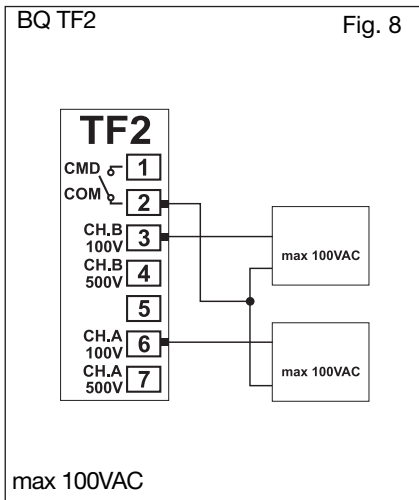 BQ TF2 Fig. 8
TF2
CMD 1
COM 2
CH.B
100V 3
CH.B
500V 4
5
CH.A
100V 6
CH.A
500V 7
max 100VAC
max 100VAC
max 100VAC